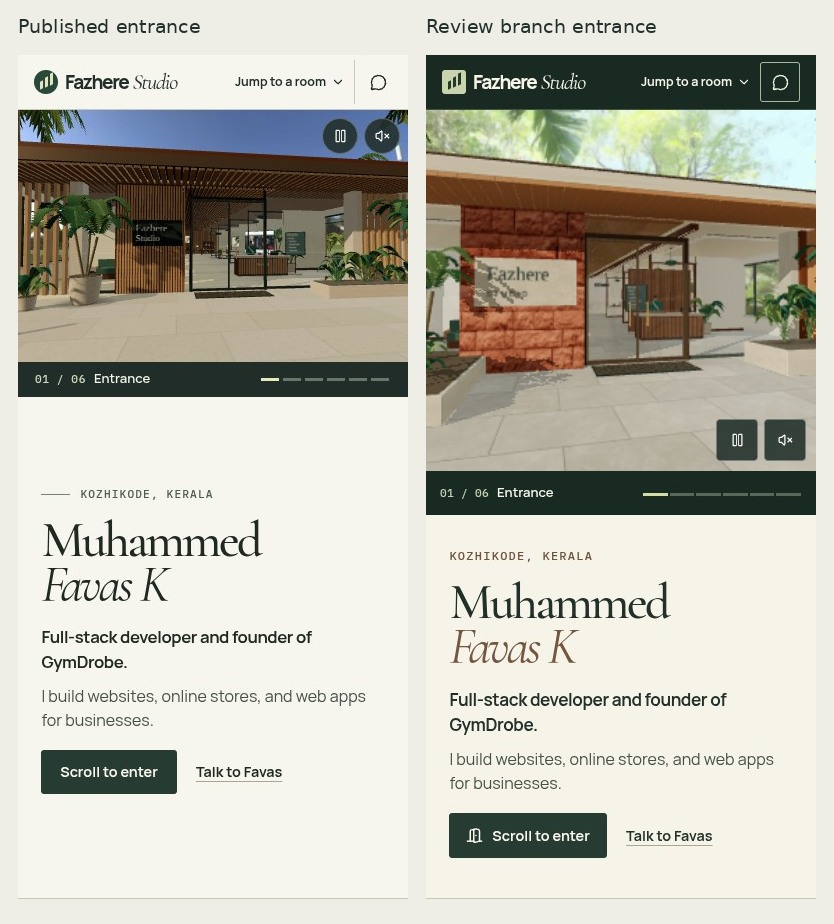 Published entrance
Fazhere Studio
Jump to a room
Fazhere
Studio
01 / 06 Entrance
KOZHIKODE, KERALA
Muhammed
Favas K
Full-stack developer and founder of
GymDrobe.
I build websites, online stores, and web apps
for businesses.
Scroll to enter
Talk to Favas
Review branch entrance
Fazhere Studio
Jump to a room
Fazhere
STUDIO
01 / 06 Entrance
KOZHIKODE, KERALA
Muhammed
Favas K
Full-stack developer and founder of
GymDrobe.
I build websites, online stores, and web apps
for businesses.
Scroll to enter
Talk to Favas